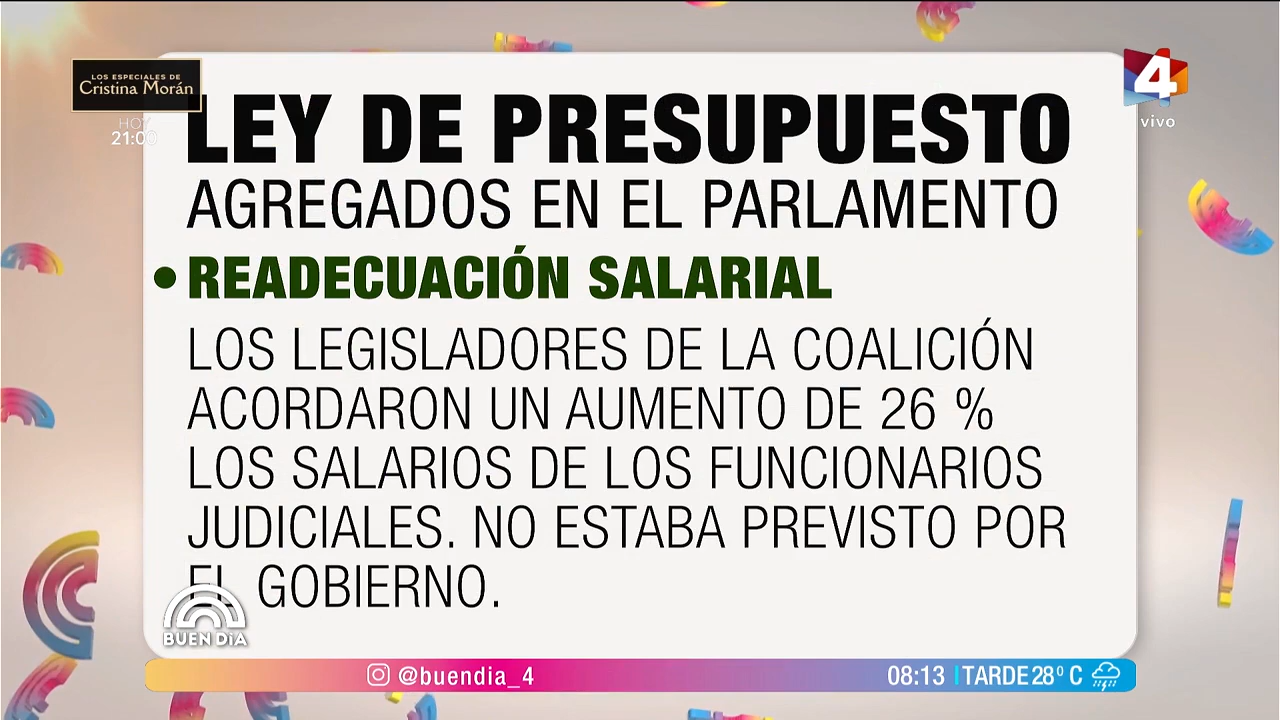 LOS ESPECIALES DE
Cristina Morán
HOY
21:00
4
vivo
LEY DE PRESUPUESTO
AGREGADOS EN EL PARLAMENTO
• READECUACIÓN SALARIAL
LOS LEGISLADORES DE LA COALICIÓN
ACORDARON UN AUMENTO DE 26 %
LOS SALARIOS DE LOS FUNCIONARIOS
JUDICIALES. NO ESTABA PREVISTO POR
EL GOBIERNO.
BUEN DÍA
@buendia_4
08:13 | TARDE 28º C